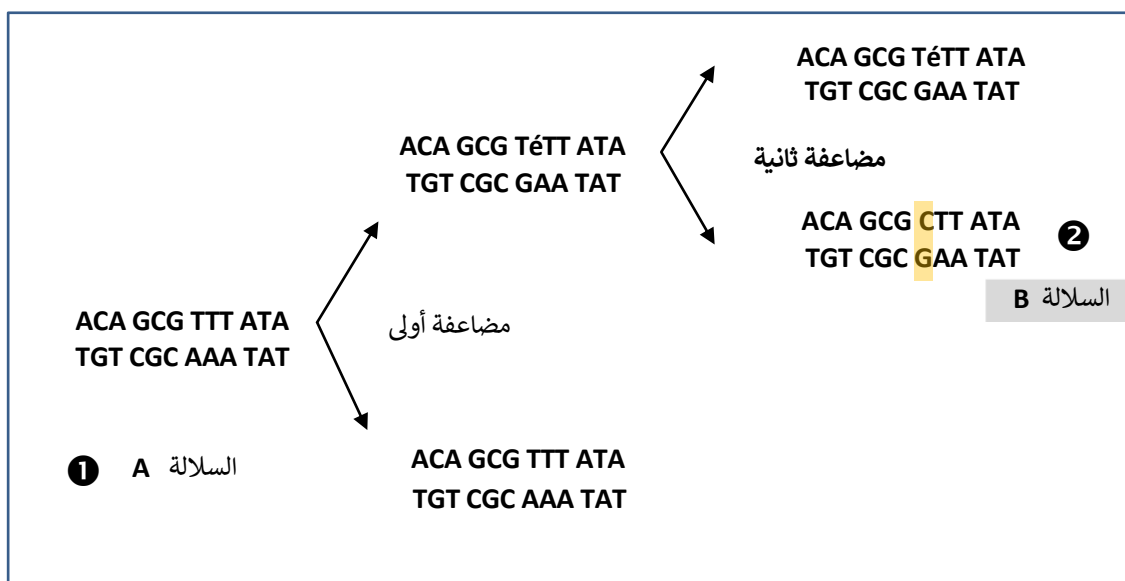 ACA GCG TéTT ATA
TGT CGC GAA TAT
ACA GCG TéTT ATA
TGT CGC GAA TAT
مضاعفة ثانية
ACA GCG CTT ATA
TGT CGC GAA TAT
❷
السلالة B
ACA GCG TTT ATA
TGT CGC AAA TAT
مضاعفة أولى
❶
السلالة A
ACA GCG TTT ATA
TGT CGC AAA TAT